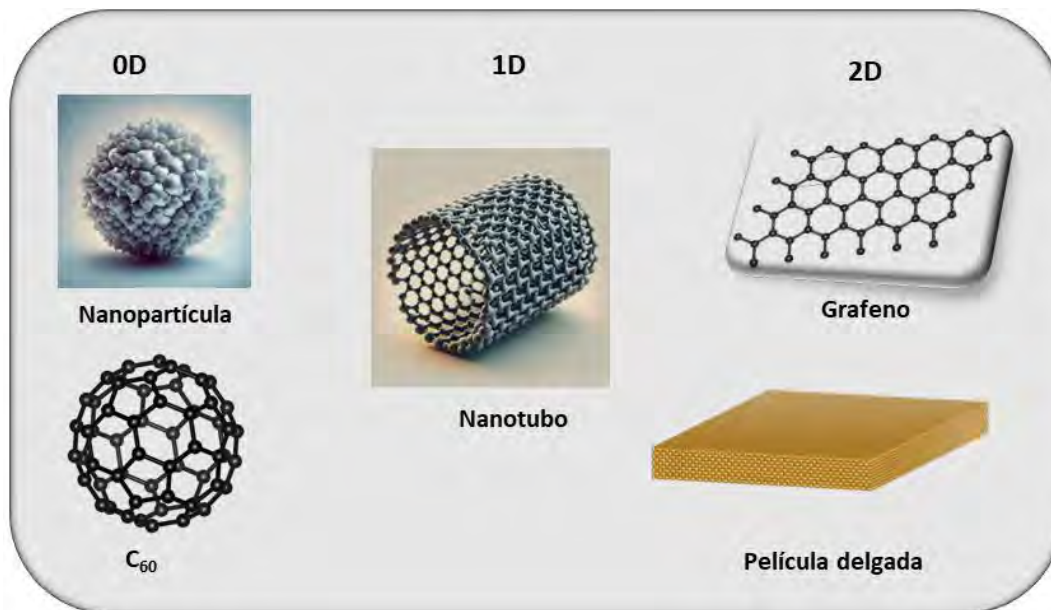 0D
1D
2D
Nanopartícula
Grafeno
Nanotubo
C₆₀
Película delgada